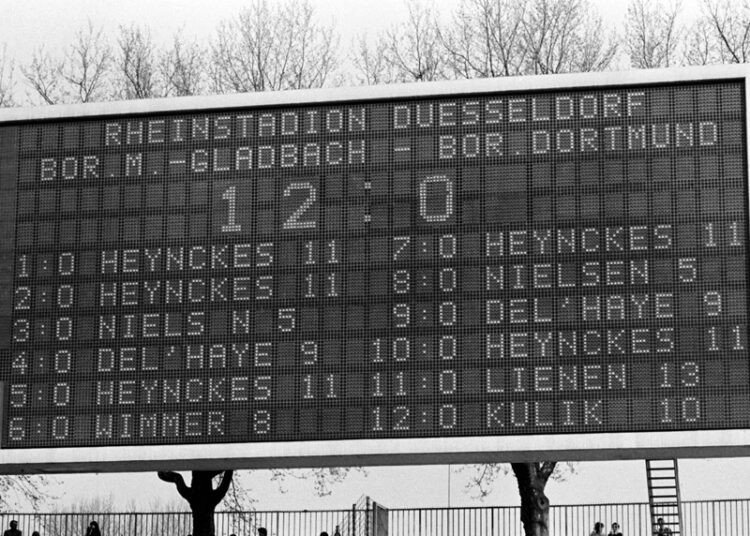 RHEINSTADION DUESSELDORF
BOR.M.-GLADBACH - BOR.DORTMUND
12:0
1:0 HEYNCKES 11
2:0 HEYNCKES 11
3:0 NIELS N 5
4:0 DEL'HAYE 9
5:0 HEYNCKES 11
6:0 WIMMER 8
7:0 HEYNCKES 11
8:0 NIELSEN 5
9:0 DEL'HAYE 9
10:0 HEYNCKES 11
11:0 LIENEN 13
12:0 KULIK 10